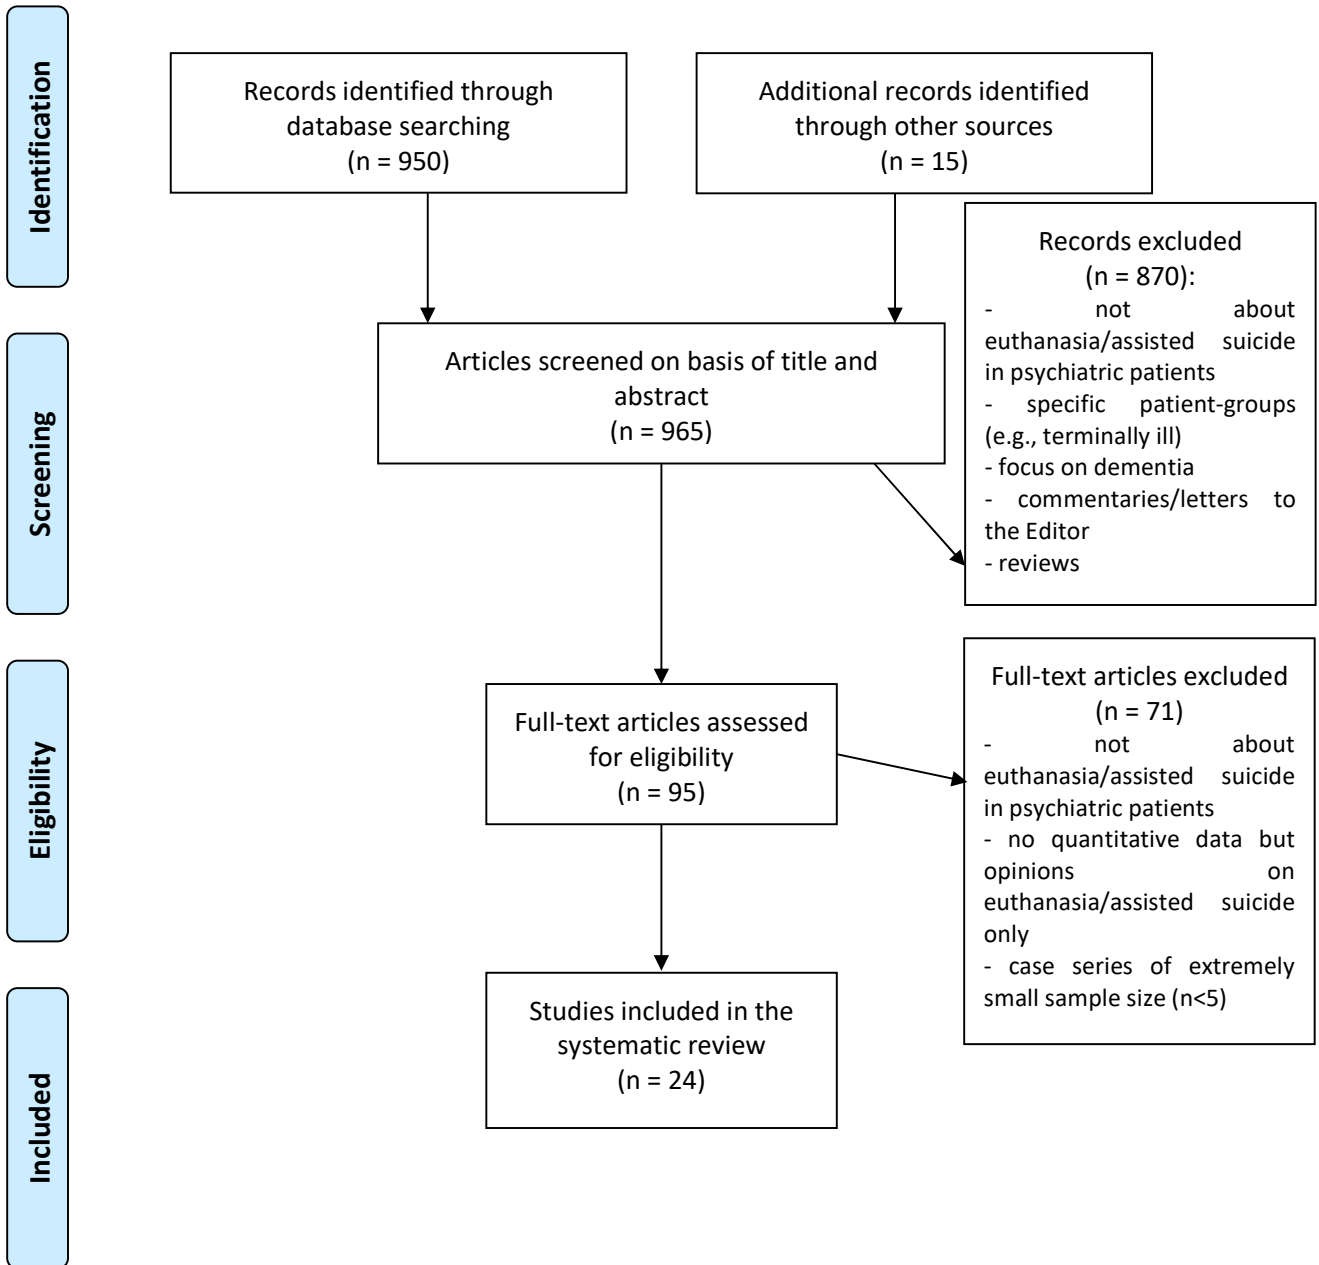 Identification
Records identified through
database searching
(n = 950)
Additional records identified
through other sources
(n = 15)
Records excluded
(n = 870):
- not about
euthanasia/assisted suicide
in psychiatric patients
- specific patient-groups
(e.g., terminally ill)
- focus on dementia
- commentaries/letters to
the Editor
- reviews
Screening
Articles screened on basis of title and
abstract
(n = 965)
Eligibility
Full-text articles assessed
for eligibility
(n = 95)
Full-text articles excluded
(n = 71)
- not about
euthanasia/assisted suicide
in psychiatric patients
- no quantitative data but
opinions on
euthanasia/assisted suicide
only
- case series of extremely
small sample size (n<5)
Included
Studies included in the
systematic review
(n = 24)